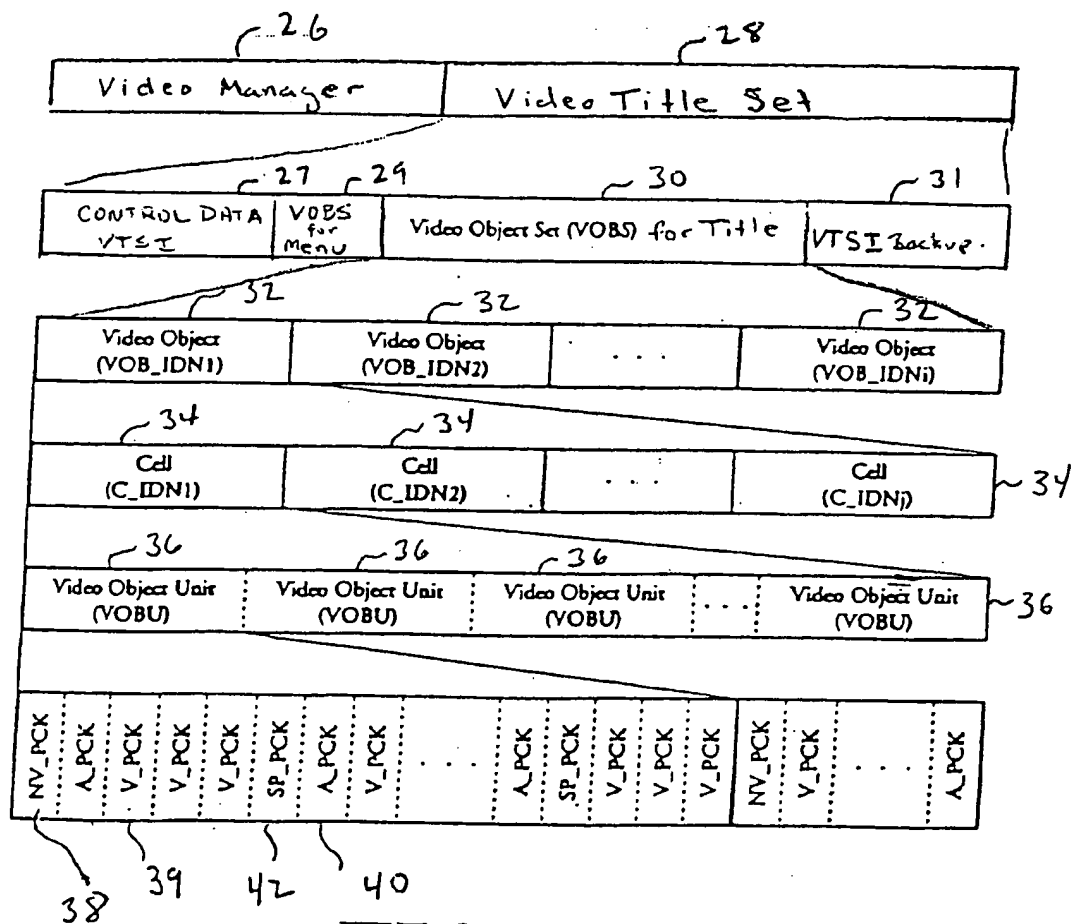 26 28
Video Manager Video Title Set
27 29 30 31
CONTROL DATA VTSI VOBS for Menu Video Object Set (VOBS) for Title VTSI Backup.
32 32 32
Video Object Video Object . . . Video Object
(VOB_IDN1) (VOB_IDN2) (VOB_IDNi)
34 34
Cell Cell . . . Cell 34
(C_IDN1) (C_IDN2) (C_IDNj)
36 36 36
Video Object Unit Video Object Unit Video Object Unit . . . Video Object Unit 36
(VOBU) (VOBU) (VOBU) (VOBU)
NV_PCK A_PCK V_PCK V_PCK V_PCK SP_PCK A_PCK V_PCK . . . . A_PCK SP_PCK V_PCK V_PCK V_PCK NV_PCK V_PCK . . . . A_PCK
38 39 42 40